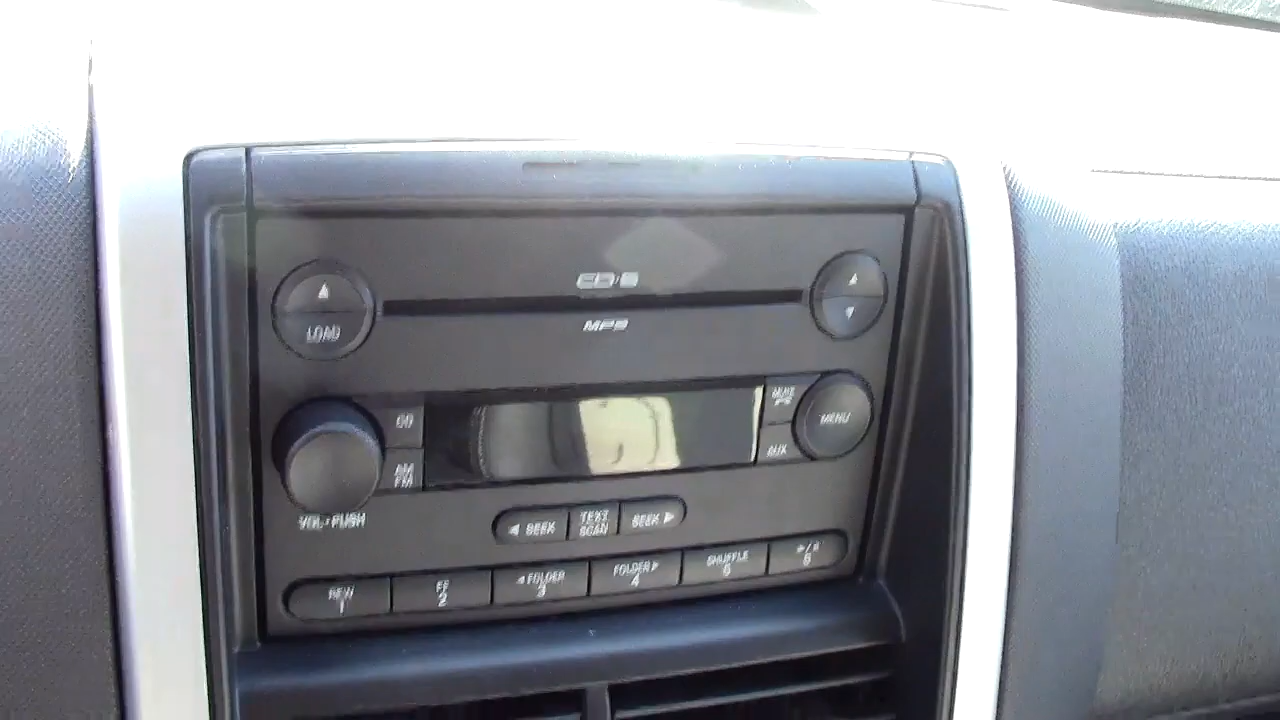 LOAD
MP3
CD
AM
FM
MENU
AUX
VOL•PUSH
◀ SEEK
TEXT
SCAN
SEEK ▶
REW
1
FF
2
◀FOLDER
3
FOLDER▶
4
SHUFFLE
5
6